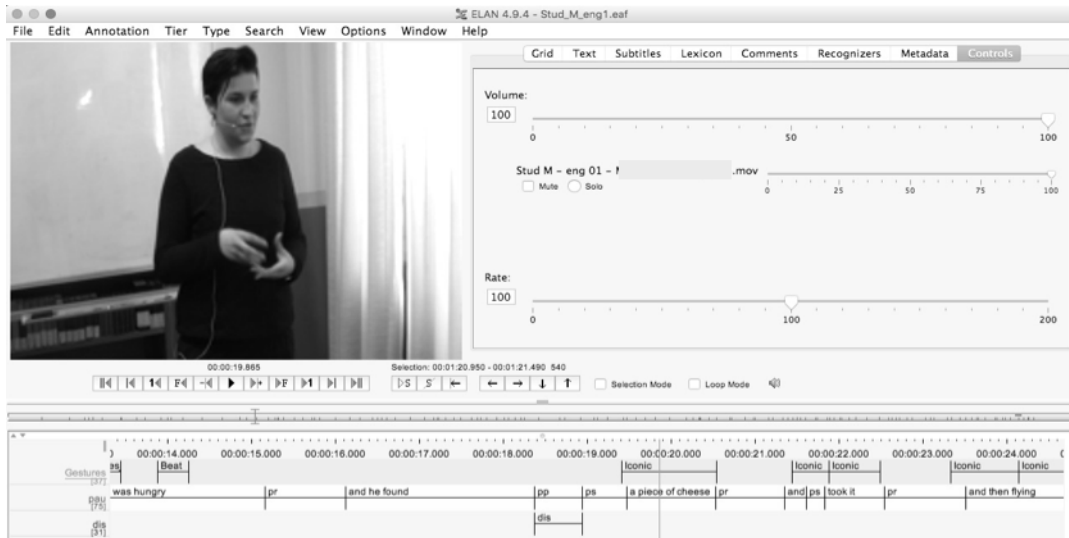 ELAN 4.9.4 - Stud_M_eng1.eaf
File Edit Annotation Tier Type Search View Options Window Help
Grid Text Subtitles Lexicon Comments Recognizers Metadata Controls
Volume:
100
0 50 100
Stud M - eng 01 - .mov
Mute Solo
0 25 50 75 100
Rate:
100
0 100 200
00:00:19.865 Selection: 00:01:20.950 - 00:01:21.490 540
Selection Mode Loop Mode
00:00:14.000 00:00:15.000 00:00:16.000 00:00:17.000 00:00:18.000 00:00:19.000 00:00:20.000 00:00:21.000 00:00:22.000 00:00:23.000 00:00:24.000
Gestures Beat Iconic Iconic Iconic Iconic Iconic
[37]
pau was hungry pr and he found pp ps a piece of cheese pr and ps took it pr and then flying
[75]
dis dis
[31]